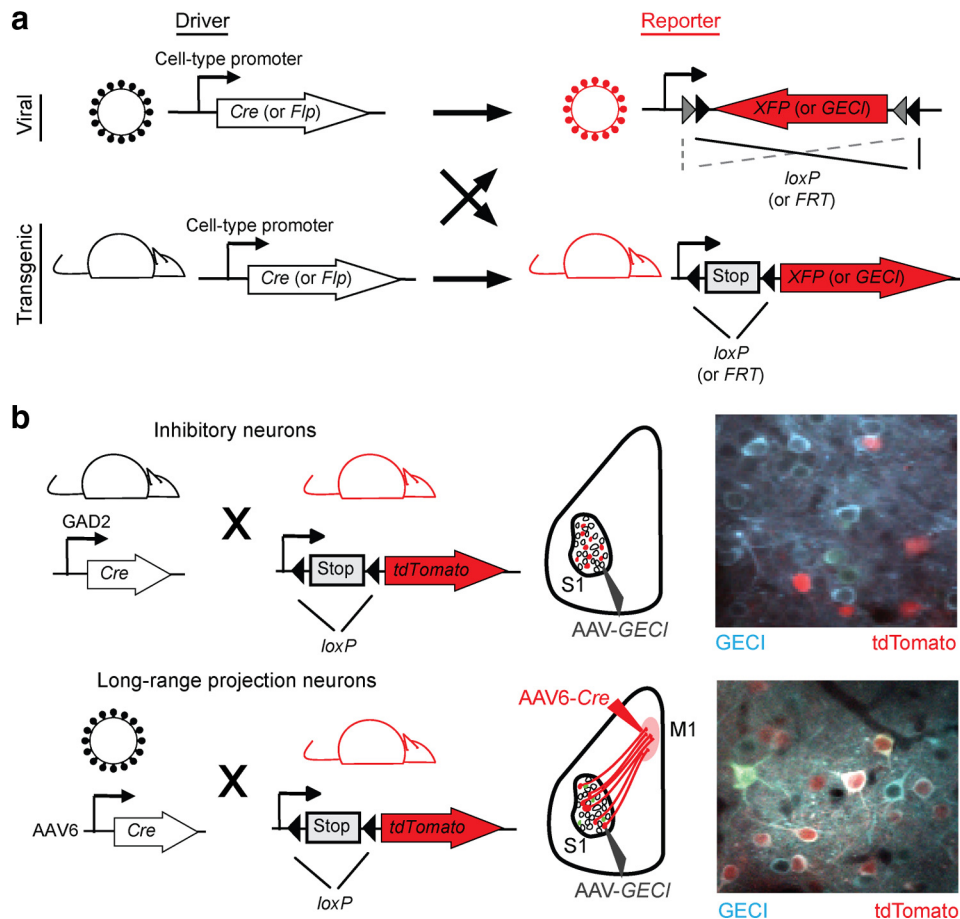 a
Driver
Reporter
Viral
Cell-type promoter
Cre (or Flp)
XFP (or GECI)
loxP
(or FRT)
Transgenic
Cell-type promoter
Cre (or Flp)
Stop
XFP (or GECI)
loxP
(or FRT)
b
Inhibitory neurons
GAD2
Cre
X
Stop
tdTomato
loxP
S1
AAV-GECI
GECI
tdTomato
Long-range projection neurons
AAV6
Cre
X
Stop
tdTomato
loxP
AAV6-Cre
M1
S1
AAV-GECI
GECI
tdTomato